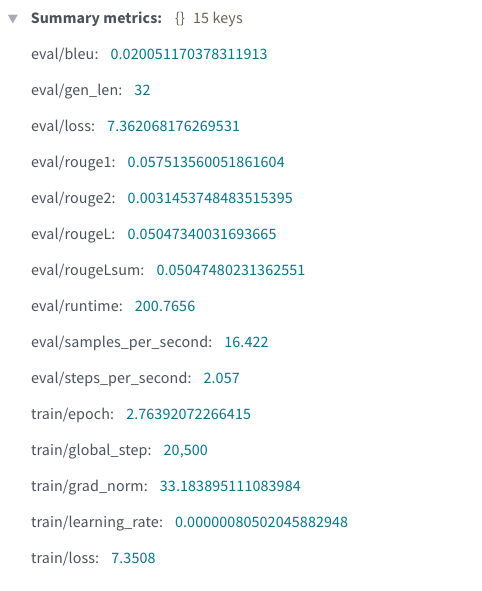 ▼ Summary metrics: {} 15 keys
eval/bleu: 0.020051170378311913
eval/gen_len: 32
eval/loss: 7.362068176269531
eval/rouge1: 0.057513560051861604
eval/rouge2: 0.0031453748483515395
eval/rougeL: 0.05047340031693665
eval/rougeLsum: 0.05047480231362551
eval/runtime: 200.7656
eval/samples_per_second: 16.422
eval/steps_per_second: 2.057
train/epoch: 2.76392072266415
train/global_step: 20,500
train/grad_norm: 33.183895111083984
train/learning_rate: 0.00000080502045882948
train/loss: 7.3508